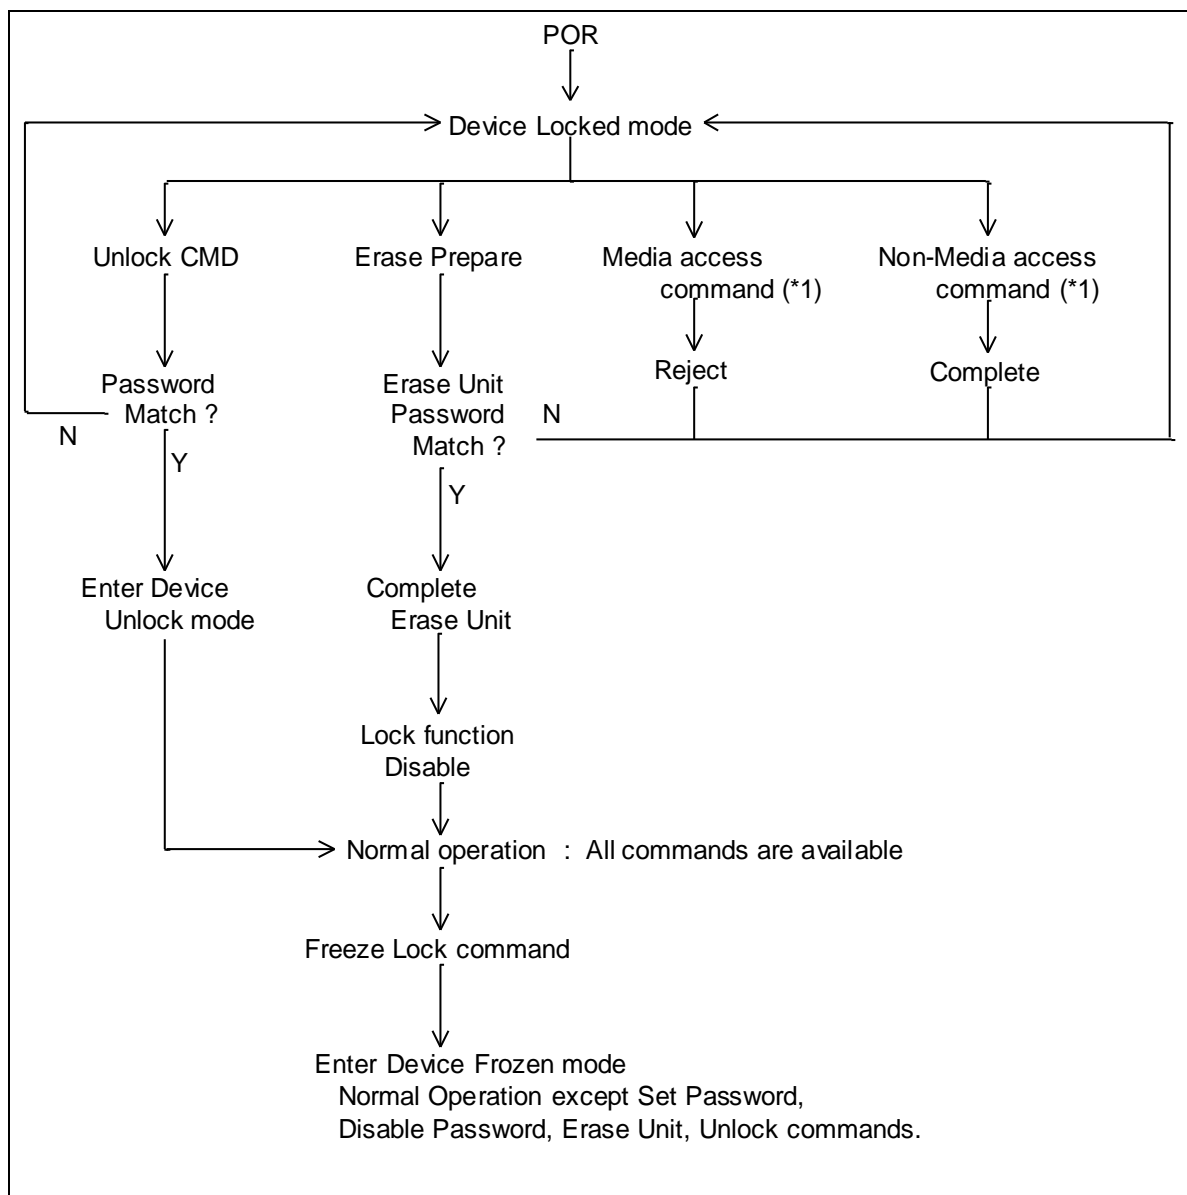 POR
Device Locked mode
Unlock CMD
Erase Prepare
Media access
command (*1)
Non-Media access
command (*1)
Password
Match ?
N
Y
Erase Unit
Password
Match ?
N
Y
Reject
Complete
Enter Device
Unlock mode
Complete
Erase Unit
Lock function
Disable
Normal operation : All commands are available
Freeze Lock command
Enter Device Frozen mode
Normal Operation except Set Password,
Disable Password, Erase Unit, Unlock commands.